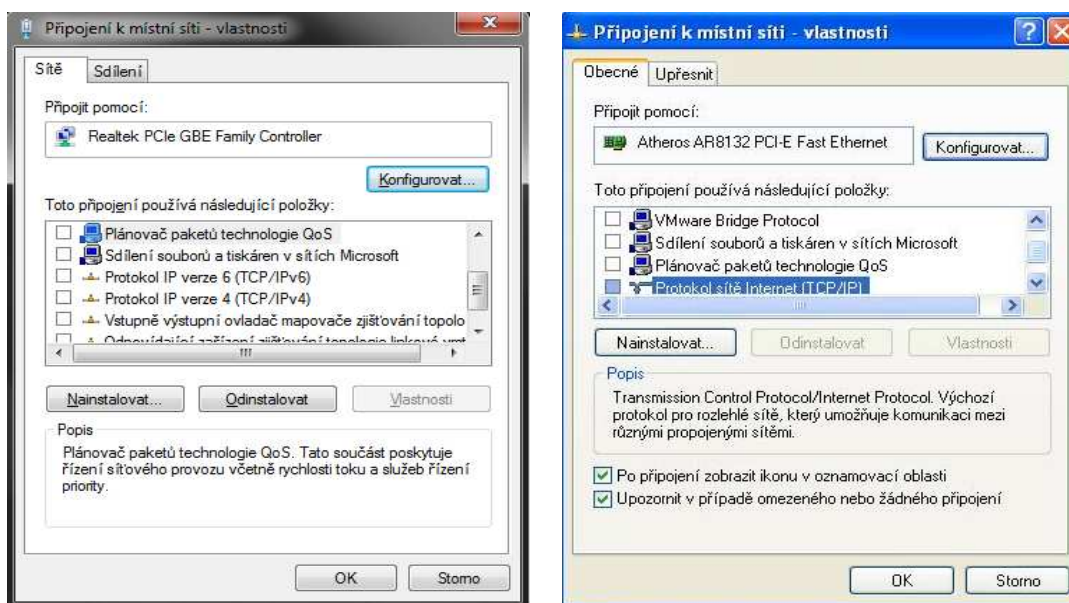 Připojení k místní síti - vlastnosti
Sítě Sdílení
Připojit pomocí:
Realtek PCIe GBE Family Controller
Konfigurovat...
Toto připojení používá následující položky:
Plánovač paketů technologie QoS
Sdílení souborů a tiskáren v sítích Microsoft
Protokol IP verze 6 (TCP/IPv6)
Protokol IP verze 4 (TCP/IPv4)
Vstupně výstupní ovladač mapovače zjišťování topolo
Odpovídající zařízení zjišťování topologie linkové vrst
Nainstalovat... Odinstalovat Vlastnosti
Popis
Plánovač paketů technologie QoS. Tato součást poskytuje
řízení síťového provozu včetně rychlosti toku a služeb řízení
priority.
OK Storno
Připojení k místní síti - vlastnosti
Obecné Upřesnit
Připojit pomocí:
Atheros AR8132 PCI-E Fast Ethernet
Konfigurovat...
Toto připojení používá následující položky:
VMware Bridge Protocol
Sdílení souborů a tiskáren v sítích Microsoft
Plánovač paketů technologie QoS
Protokol sítě Internet (TCP/IP)
Nainstalovat... Odinstalovat Vlastnosti
Popis
Transmission Control Protocol/Internet Protocol. Výchozí
protokol pro rozlehlé sítě, který umožňuje komunikaci mezi
různými propojenými sítěmi.
Po připojení zobrazit ikonu v oznamovací oblasti
Upozornit v případě omezeného nebo žádného připojení
OK Storno